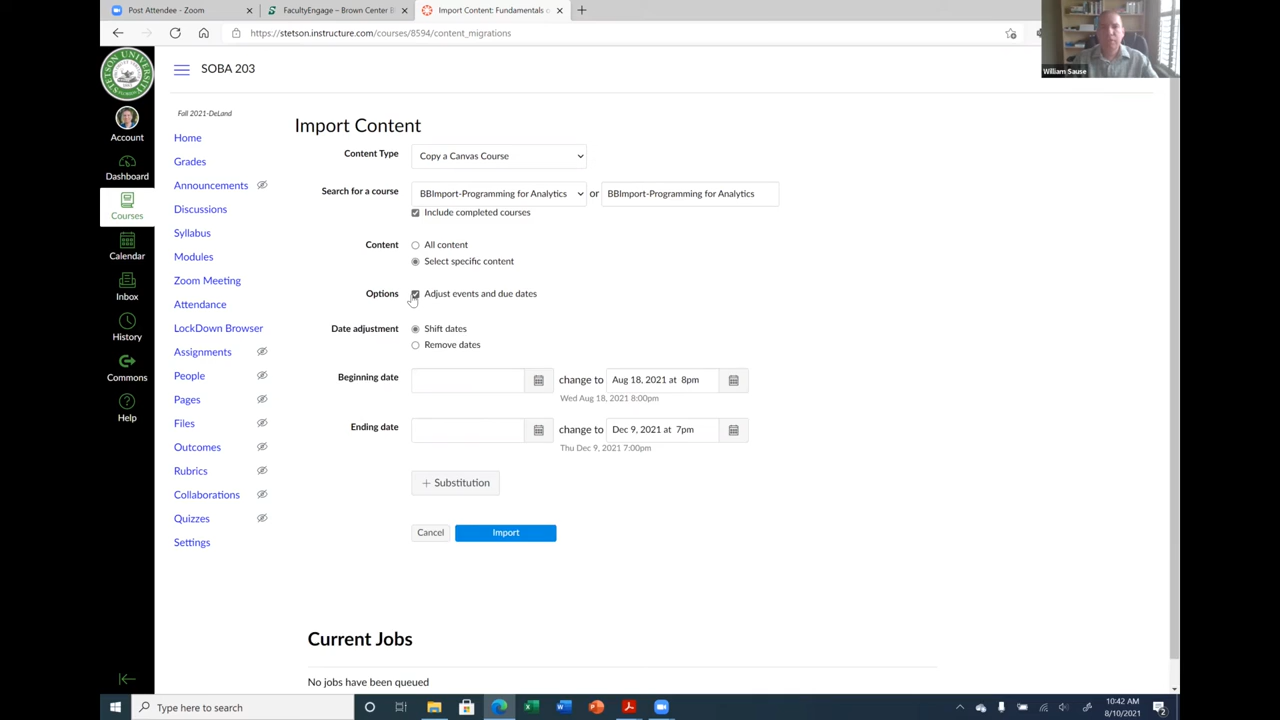 Post Attendee - Zoom
FacultyEngage – Brown Center
Import Content: Fundamentals
https://stetson.instructure.com/courses/8594/content_migrations
William Sause
STETSON UNIVERSITY
SOBA 203
Account
Dashboard
Courses
Calendar
Inbox
History
Commons
Help
Fall 2021-DeLand
Home
Grades
Announcements
Discussions
Syllabus
Modules
Zoom Meeting
Attendance
LockDown Browser
Assignments
People
Pages
Files
Outcomes
Rubrics
Collaborations
Quizzes
Settings
Import Content
Content Type Copy a Canvas Course
Search for a course BBImport-Programming for Analytics or BBImport-Programming for Analytics
Include completed courses
Content All content
Select specific content
Options Adjust events and due dates
Date adjustment Shift dates
Remove dates
Beginning date change to Aug 18, 2021 at 8pm
Wed Aug 18, 2021 8:00pm
Ending date change to Dec 9, 2021 at 7pm
Thu Dec 9, 2021 7:00pm
+ Substitution
Cancel Import
Current Jobs
No jobs have been queued
Type here to search
10:42 AM
8/10/2021
2